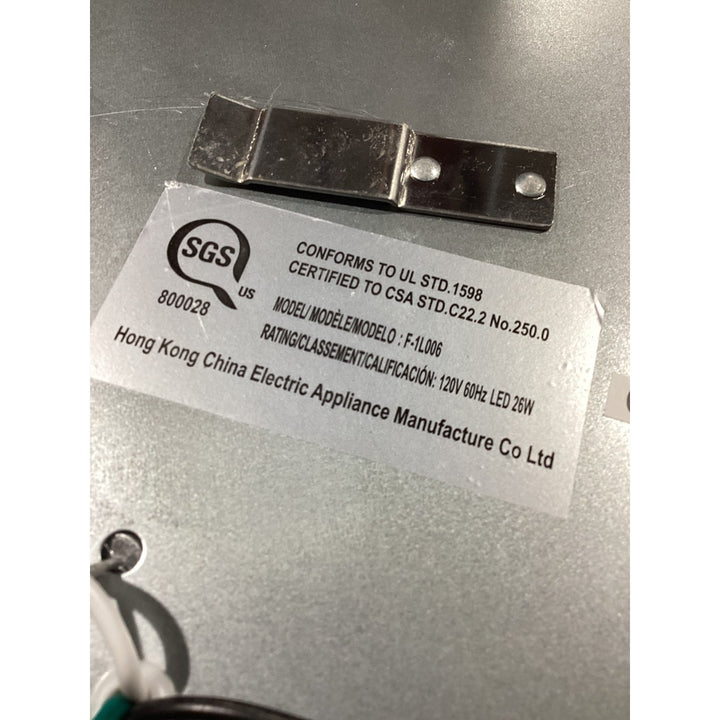 SGS
US
800028
CONFORMS TO UL STD.1598
CERTIFIED TO CSA STD.C22.2 No.250.0
MODEL/ MODÈLE/MODELO : F-1L006
RATING/CLASSEMENT/CALIFICACIÓN: 120V 60Hz LED 26W
Hong Kong China Electric Appliance Manufacture Co Ltd